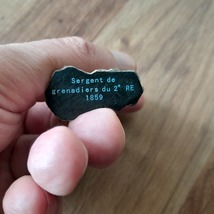 Sergent de
grenadiers du 2° RE
1859